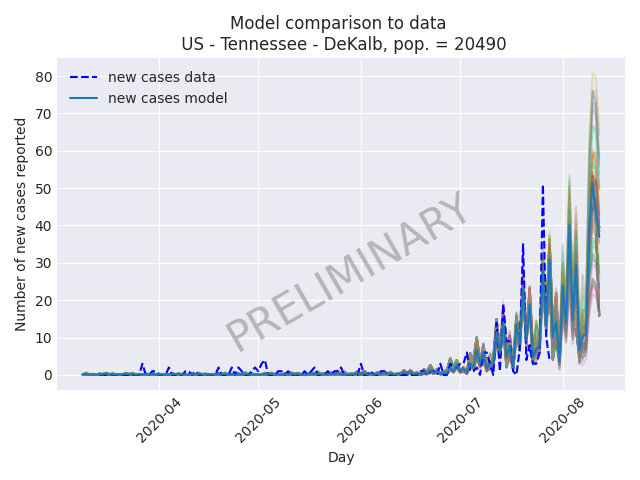 Model comparison to data
US - Tennessee - DeKalb, pop. = 20490
new cases data
new cases model
80
70
60
50
40
30
20
10
0
Number of new cases reported
PRELIMINARY
2020-04
2020-05
2020-06
2020-07
2020-08
Day